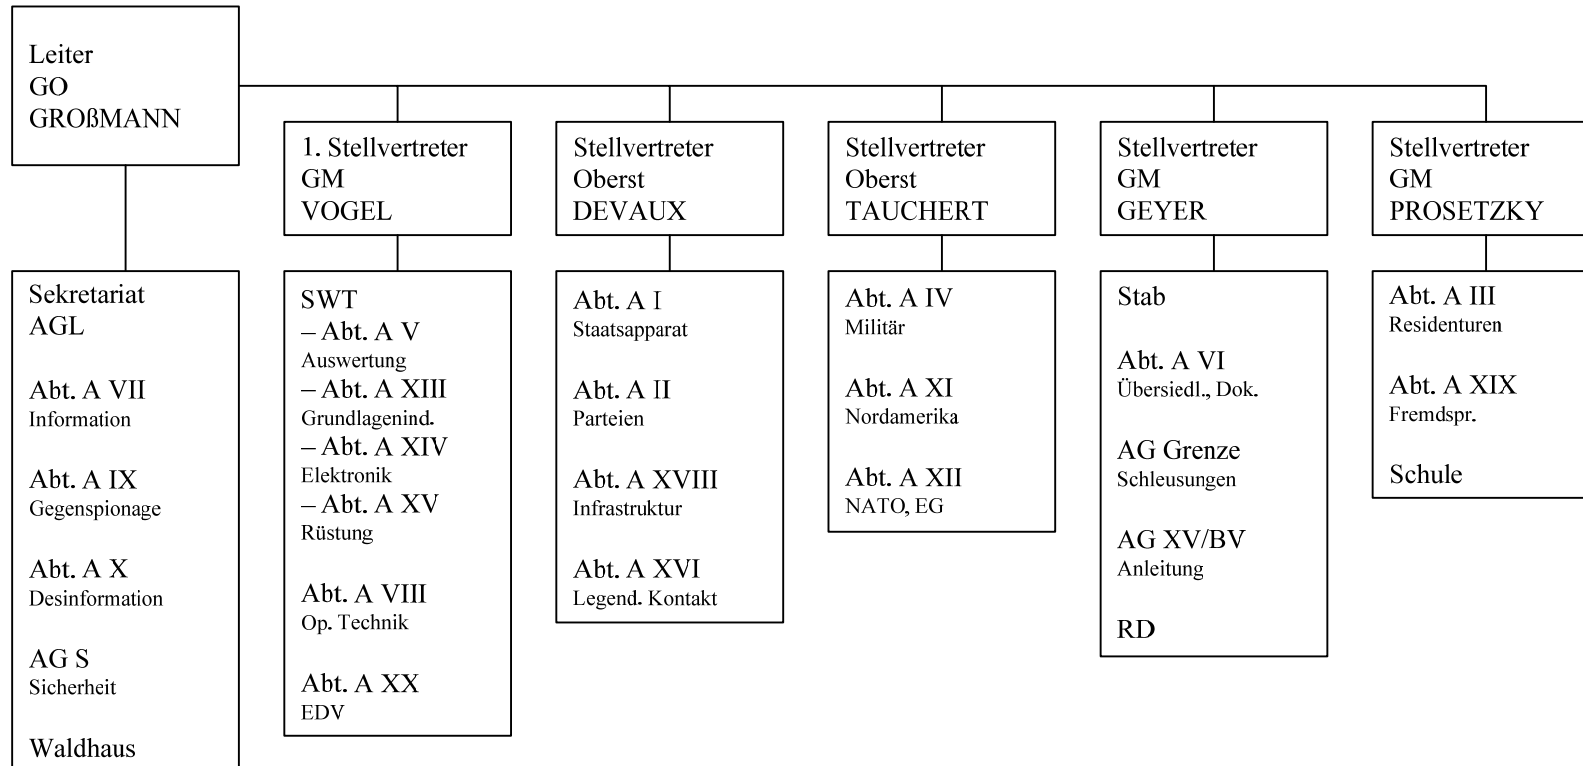 Leiter
GO
GROßMANN
1. Stellvertreter
GM
VOGEL
Stellvertreter
Oberst
DEVAUX
Stellvertreter
Oberst
TAUCHERT
Stellvertreter
GM
GEYER
Stellvertreter
GM
PROSETZKY
Sekretariat
AGL
Abt. A VII
Information
Abt. A IX
Gegenspionage
Abt. A X
Desinformation
AG S
Sicherheit
Waldhaus
SWT
– Abt. A V
Auswertung
– Abt. A XIII
Grundlagenind.
– Abt. A XIV
Elektronik
– Abt. A XV
Rüstung
Abt. A VIII
Op. Technik
Abt. A XX
EDV
Abt. A I
Staatsapparat
Abt. A II
Parteien
Abt. A XVIII
Infrastruktur
Abt. A XVI
Legend. Kontakt
Abt. A IV
Militär
Abt. A XI
Nordamerika
Abt. A XII
NATO, EG
Stab
Abt. A VI
Übersiedl., Dok.
AG Grenze
Schleusungen
AG XV/BV
Anleitung
RD
Abt. A III
Residenturen
Abt. A XIX
Fremdspr.
Schule